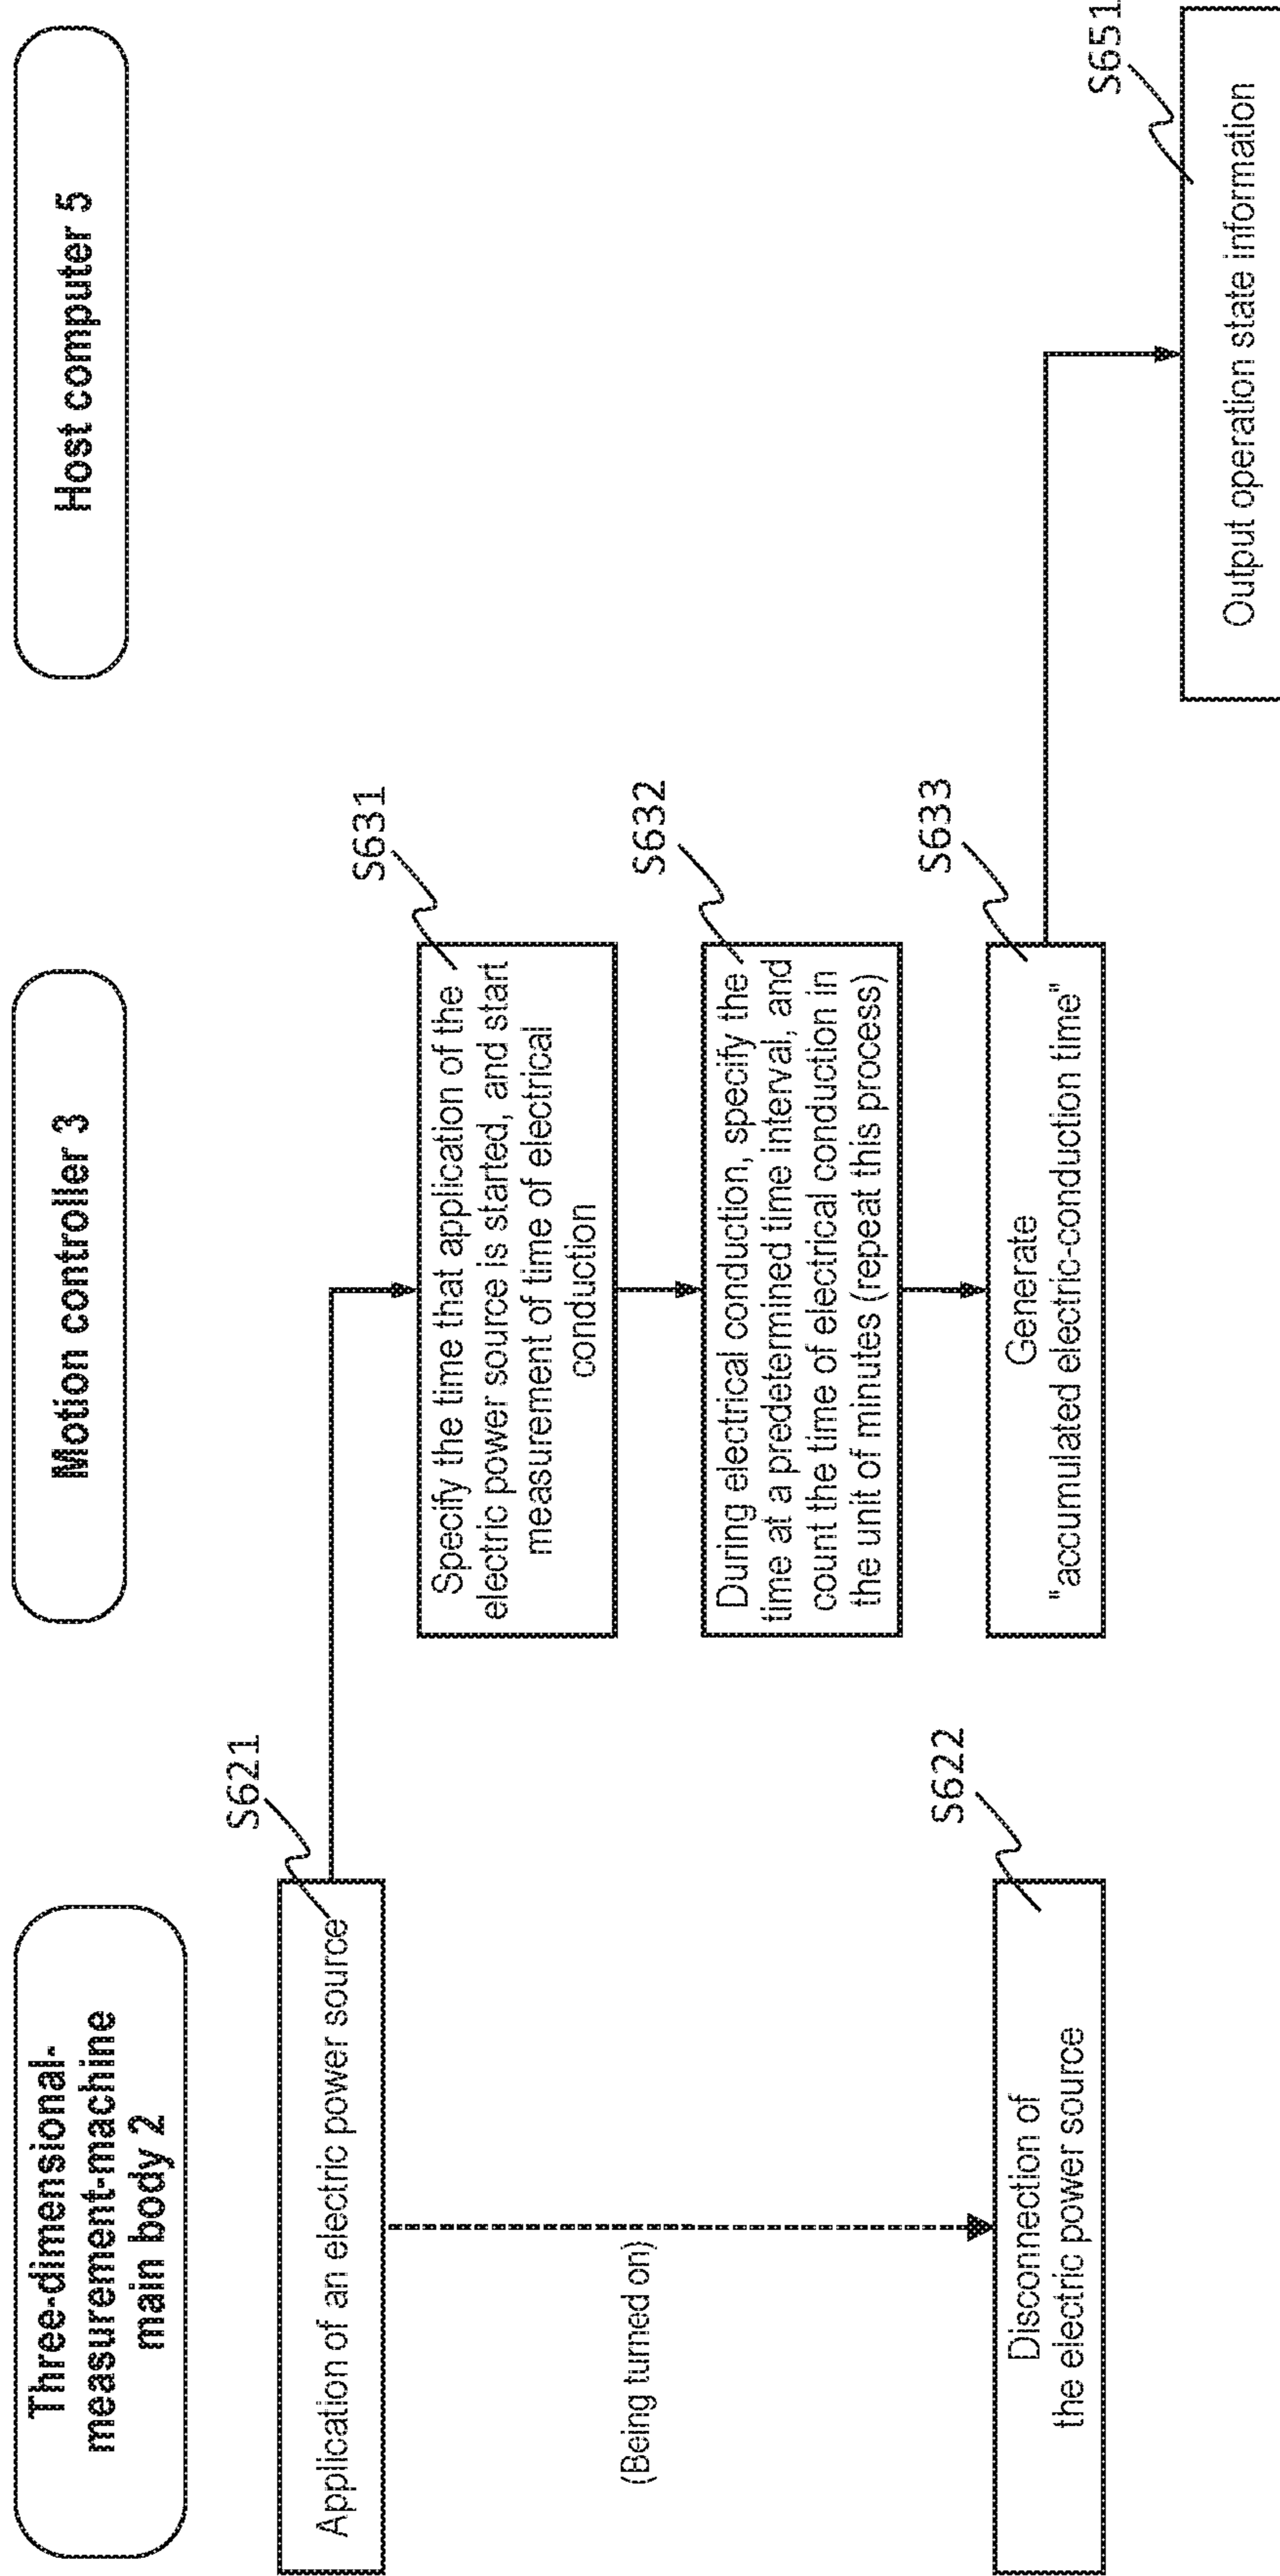 Three-dimensional-
measurement-machine
main body 2
Motion controller 3
Host computer 5
S621
Application of an electric power source
(Being turned on)
S622
Disconnection of
the electric power source
S631
Specify the time that application of the
electric power source is started, and start
measurement of time of electrical
conduction
S632
During electrical conduction, specify the
time at a predetermined time interval, and
count the time of electrical conduction in
the unit of minutes (repeat this process)
S633
Generate
"accumulated electric-conduction time"
S651
Output operation state information